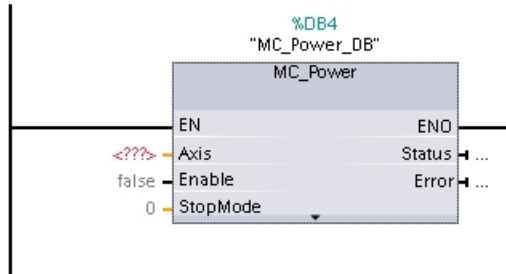 %DB4
"MC_Power_DB"
MC_Power
EN ENO
<???> Axis Status ...
false Enable Error ...
0 StopMode